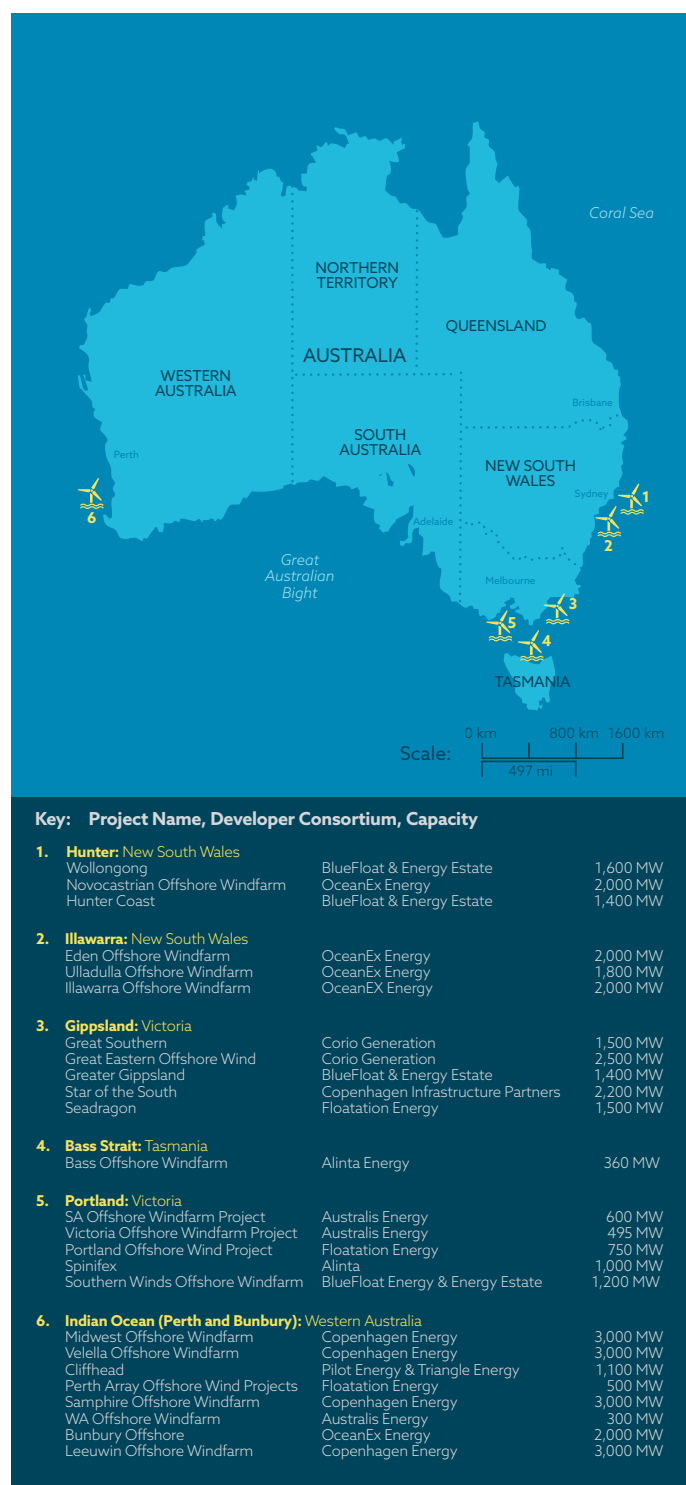 Coral Sea
NORTHERN
TERRITORY
QUEENSLAND
AUSTRALIA
WESTERN
AUSTRALIA
Brisbane
SOUTH
AUSTRALIA
Perth
NEW SOUTH
WALES
Sydney
1
6
Adelaide
2
Great
Australian
Bight
Melbourne
3
5
4
TASMANIA
0 km 800 km 1600 km
Scale:
497 mi
Key: Project Name, Developer Consortium, Capacity
1. Hunter: New South Wales
Wollongong BlueFloat & Energy Estate 1,600 MW
Novocastrian Offshore Windfarm OceanEx Energy 2,000 MW
Hunter Coast BlueFloat & Energy Estate 1,400 MW
2. Illawarra: New South Wales
Eden Offshore Windfarm OceanEx Energy 2,000 MW
Ulladulla Offshore Windfarm OceanEx Energy 1,800 MW
Illawarra Offshore Windfarm OceanEX Energy 2,000 MW
3. Gippsland: Victoria
Great Southern Corio Generation 1,500 MW
Great Eastern Offshore Wind Corio Generation 2,500 MW
Greater Gippsland BlueFloat & Energy Estate 1,400 MW
Star of the South Copenhagen Infrastructure Partners 2,200 MW
Seadragon Floatation Energy 1,500 MW
4. Bass Strait: Tasmania
Bass Offshore Windfarm Alinta Energy 360 MW
5. Portland: Victoria
SA Offshore Windfarm Project Australis Energy 600 MW
Victoria Offshore Windfarm Project Australis Energy 495 MW
Portland Offshore Wind Project Floatation Energy 750 MW
Spinifex Alinta 1,000 MW
Southern Winds Offshore Windfarm BlueFloat Energy & Energy Estate 1,200 MW
6. Indian Ocean (Perth and Bunbury): Western Australia
Midwest Offshore Windfarm Copenhagen Energy 3,000 MW
Velella Offshore Windfarm Copenhagen Energy 3,000 MW
Cliffhead Pilot Energy & Triangle Energy 1,100 MW
Perth Array Offshore Wind Projects Floatation Energy 500 MW
Samphire Offshore Windfarm Copenhagen Energy 3,000 MW
WA Offshore Windfarm Australis Energy 300 MW
Bunbury Offshore OceanEx Energy 2,000 MW
Leeuwin Offshore Windfarm Copenhagen Energy 3,000 MW